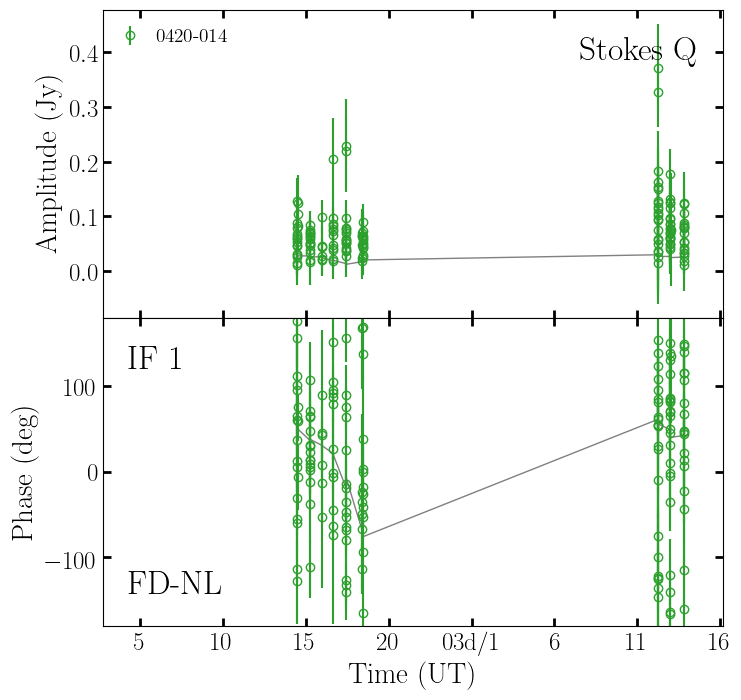 0420-014
Stokes Q
Amplitude (Jy)
0.4
0.3
0.2
0.1
0.0
IF 1
FD-NL
Phase (deg)
100
0
−100
5 10 15 20 03d/1 6 11 16
Time (UT)